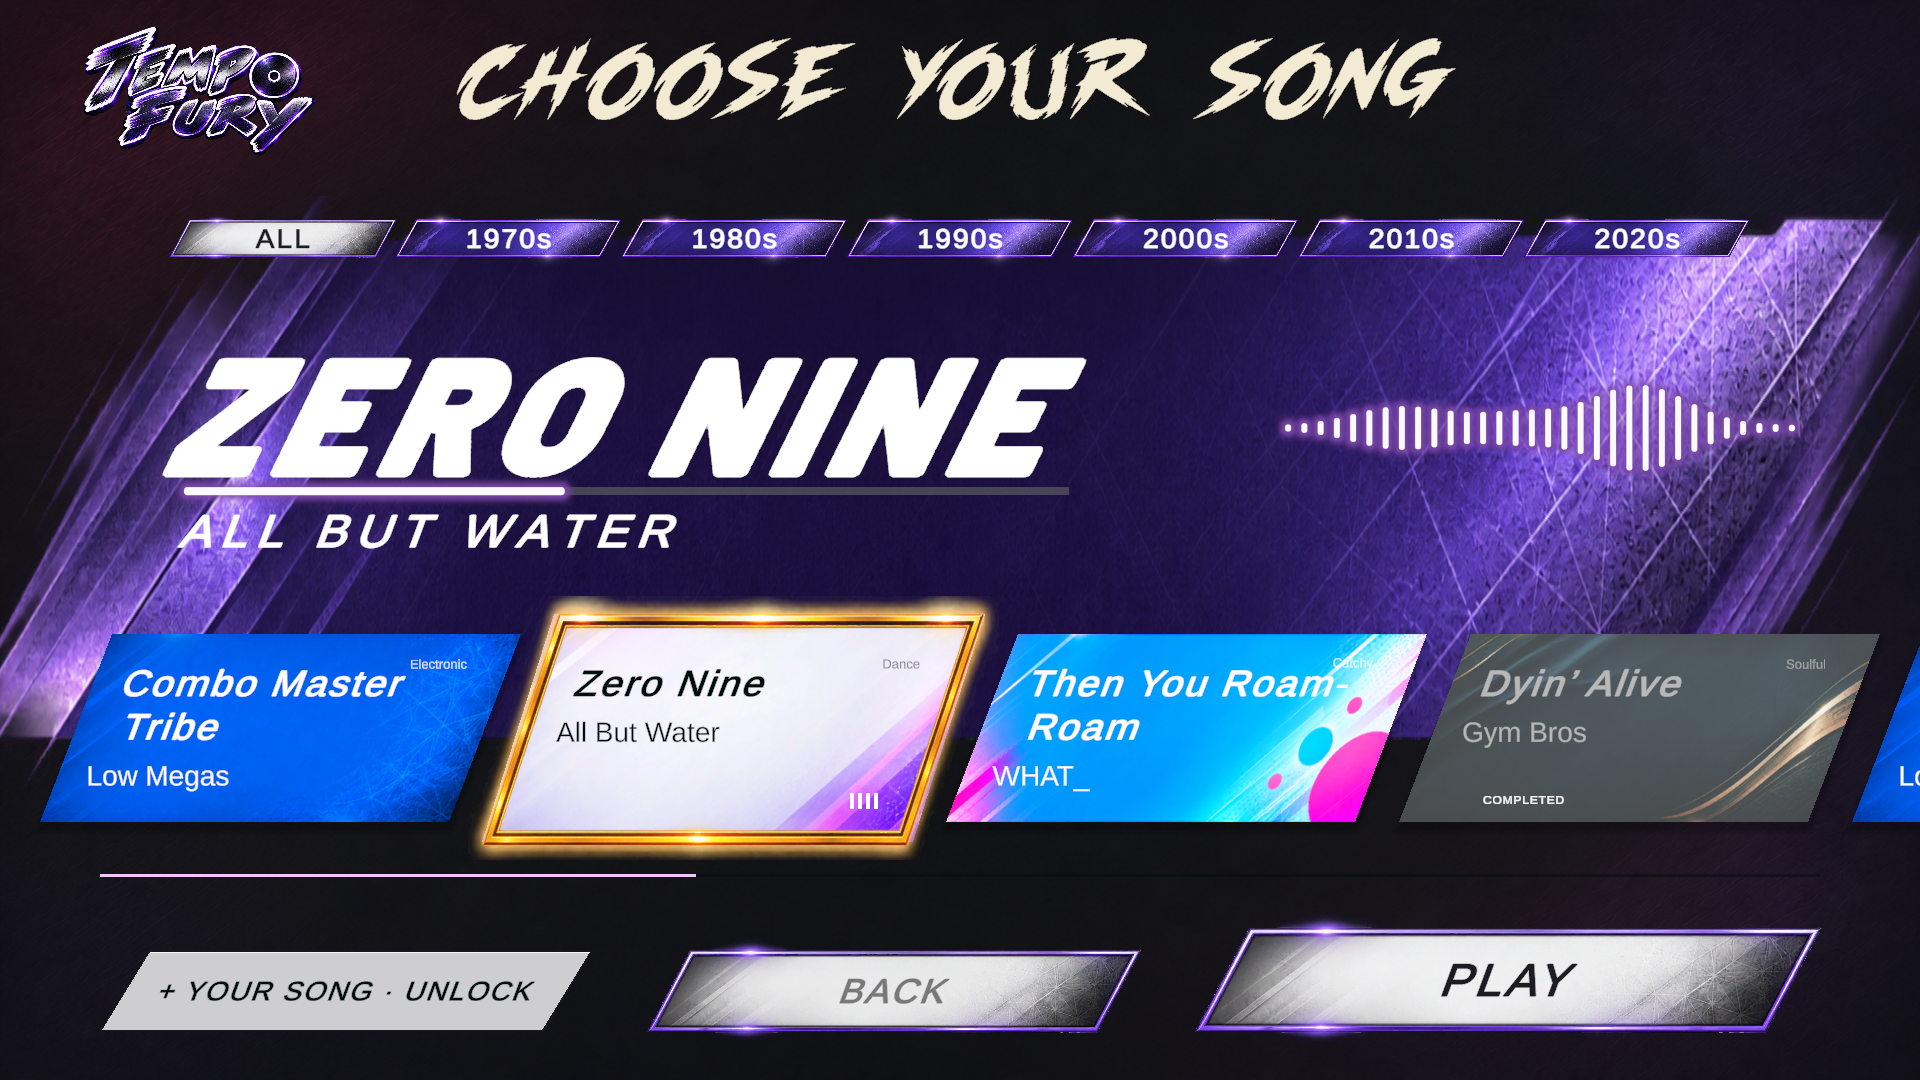 TEMPO
FURY
CHOOSE YOUR SONG
ALL
1970s
1980s
1990s
2000s
2010s
2020s
ZERO NINE
ALL BUT WATER
Electronic
Combo Master
Tribe
Low Megas
Dance
Zero Nine
All But Water
Catchy
Then You Roam-
Roam
WHAT_
Soulful
Dyin’ Alive
Gym Bros
COMPLETED
Lo
+ YOUR SONG · UNLOCK
BACK
PLAY